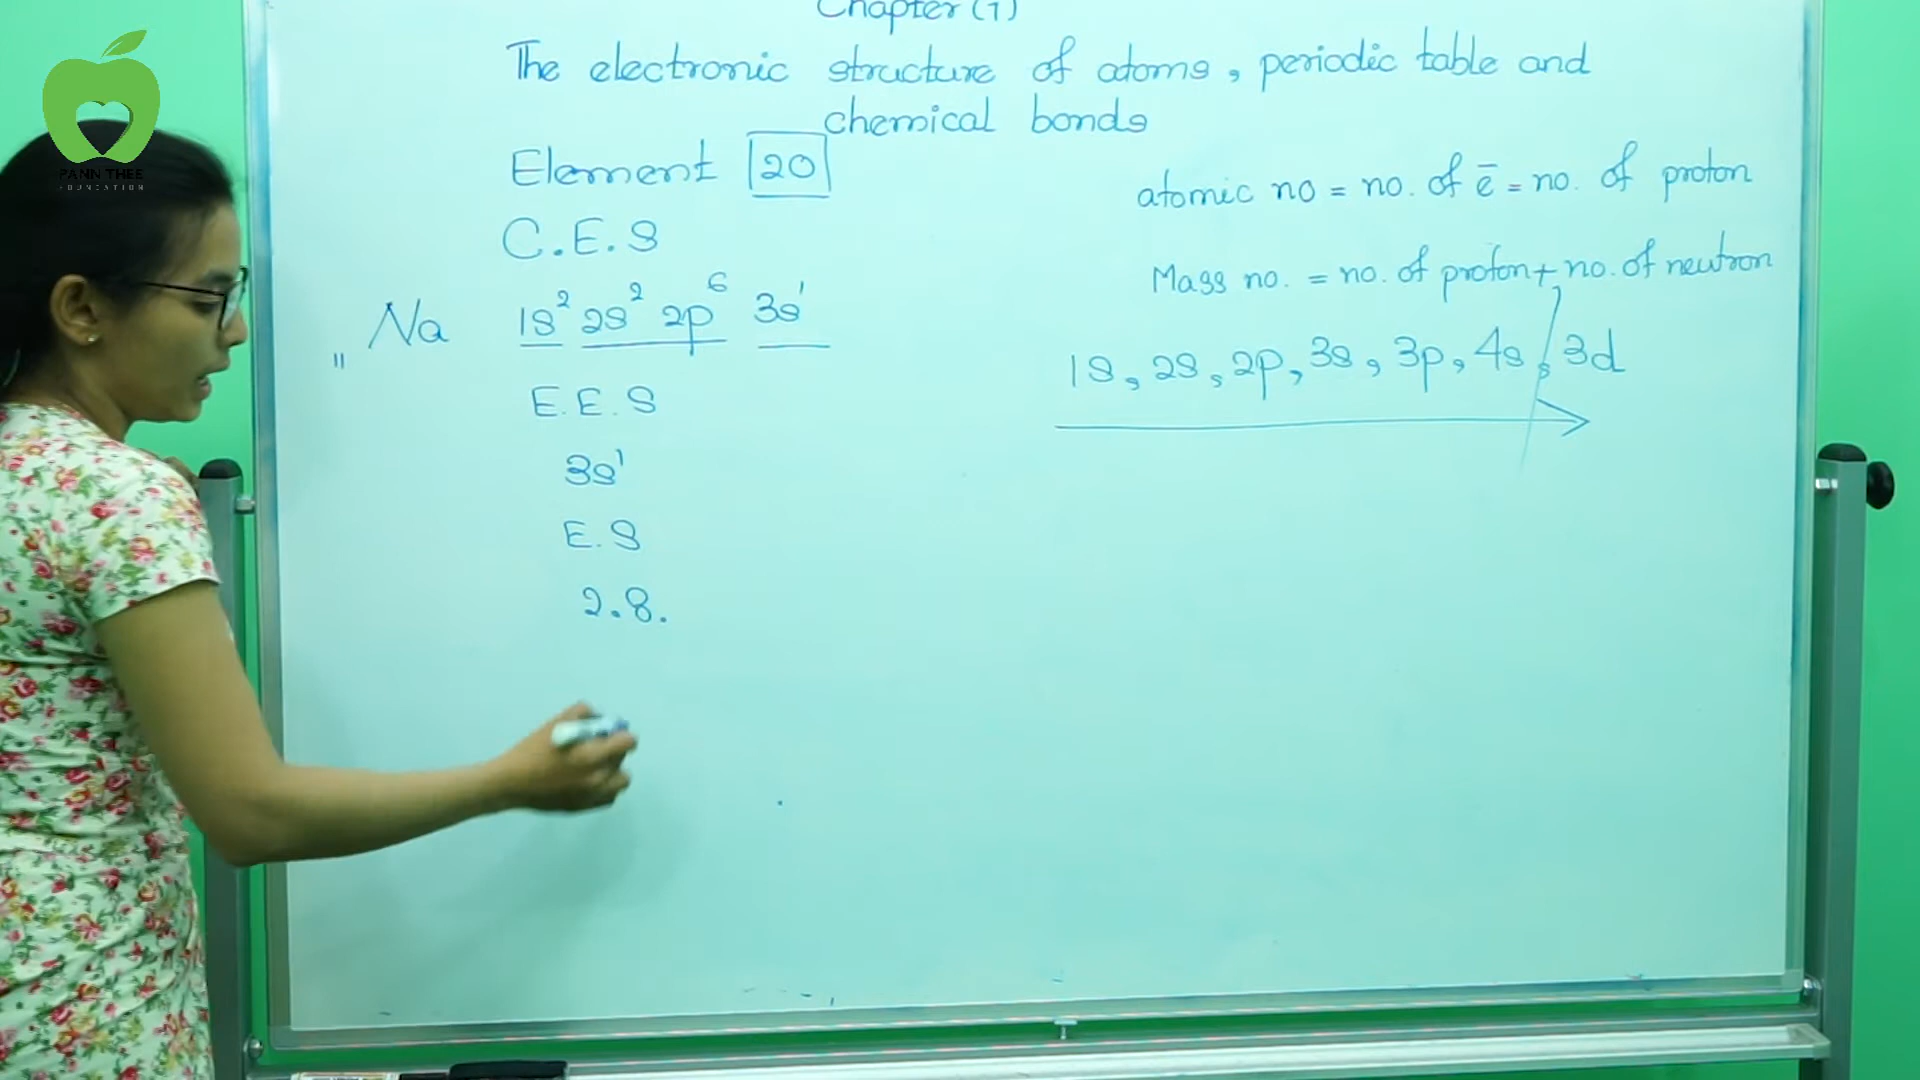 PANN THEE
FOUNDATION
Chapter (1)
The electronic structure of atoms, periodic table and
chemical bonds
Element 20
C.E.S
11 Na 1s² 2s² 2p⁶ 3s¹
E.E.S
3s¹
E.S
2.8.
atomic no = no. of ē = no. of proton
Mass no. = no. of proton + no. of neutron
1s, 2s, 2p, 3s, 3p, 4s, 3d